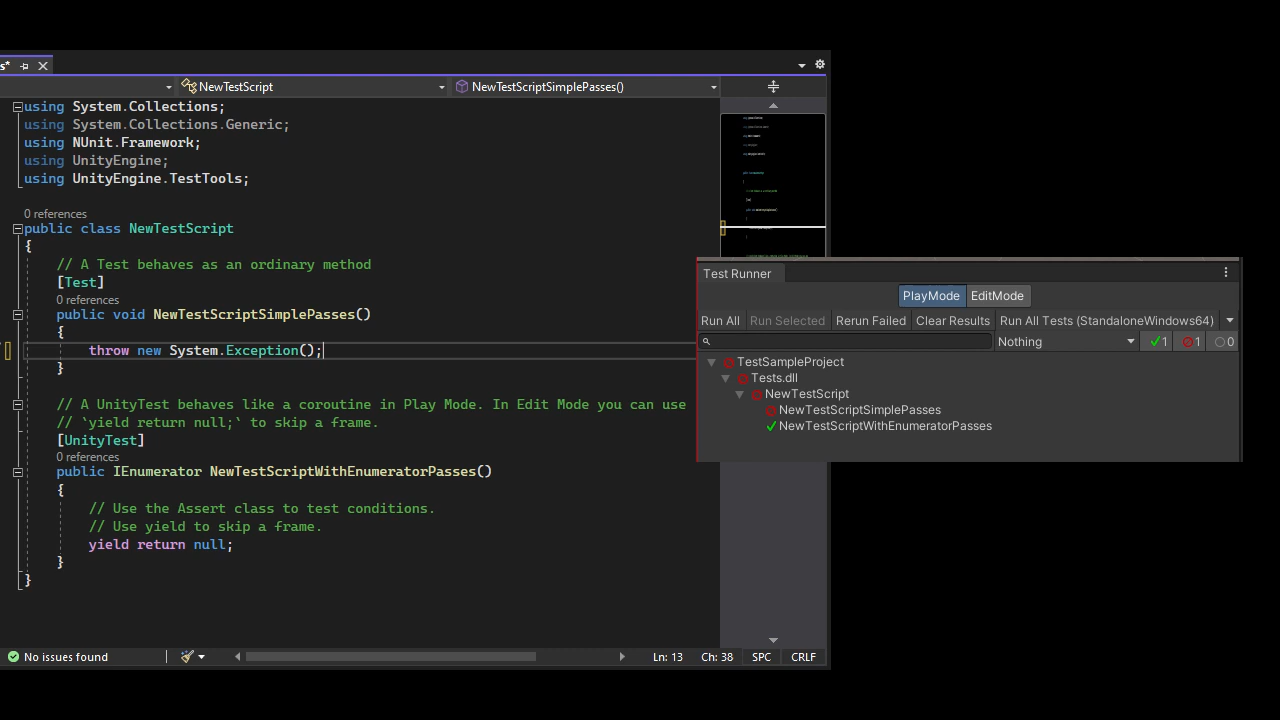 s*
NewTestScript
NewTestScriptSimplePasses()
using System.Collections;
using System.Collections.Generic;
using NUnit.Framework;
using UnityEngine;
using UnityEngine.TestTools;
0 references
public class NewTestScript
{
// A Test behaves as an ordinary method
[Test]
0 references
public void NewTestScriptSimplePasses()
{
throw new System.Exception();
}
// A UnityTest behaves like a coroutine in Play Mode. In Edit Mode you can use
// `yield return null;` to skip a frame.
[UnityTest]
0 references
public IEnumerator NewTestScriptWithEnumeratorPasses()
{
// Use the Assert class to test conditions.
// Use yield to skip a frame.
yield return null;
}
}
No issues found
Ln: 13 Ch: 38 SPC CRLF
Test Runner
PlayMode EditMode
Run All Run Selected Rerun Failed Clear Results Run All Tests (StandaloneWindows64)
Nothing 1 1 0
TestSampleProject
Tests.dll
NewTestScript
NewTestScriptSimplePasses
NewTestScriptWithEnumeratorPasses